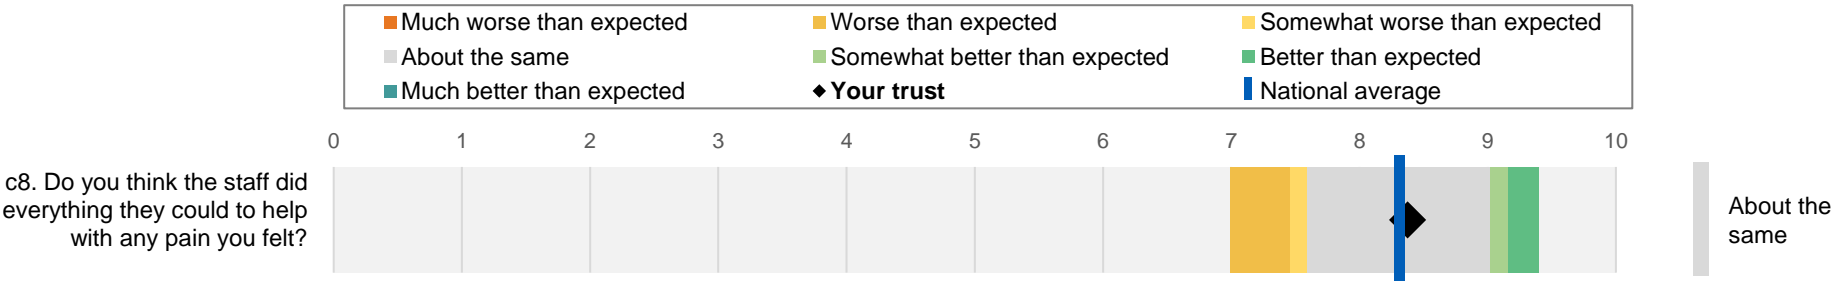 Much worse than expected
Worse than expected
Somewhat worse than expected
About the same
Somewhat better than expected
Better than expected
Much better than expected
Your trust
National average
0 1 2 3 4 5 6 7 8 9 10
c8. Do you think the staff did
everything they could to help
with any pain you felt?
About the
same